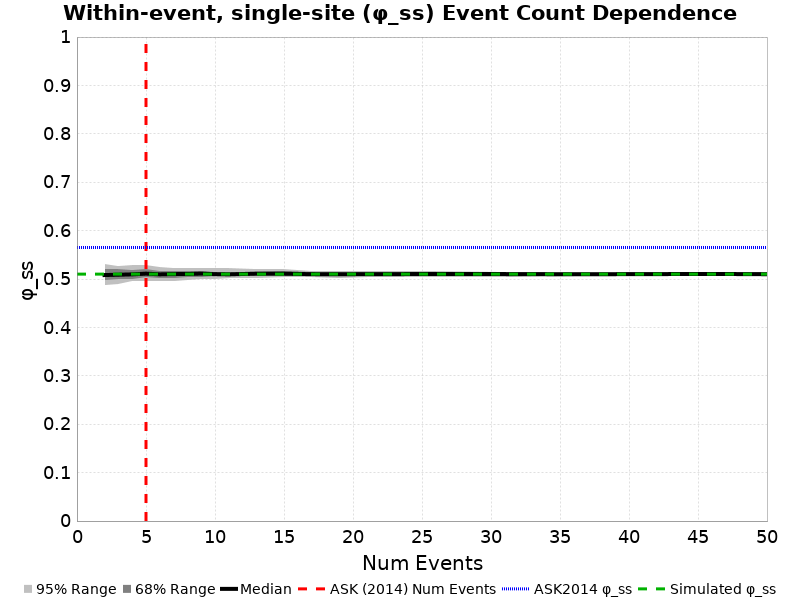 Within-event, single-site (φ_ss) Event Count Dependence
1
0.9
0.8
0.7
0.6
0.5
0.4
0.3
0.2
0.1
0
φ_ss
0 5 10 15 20 25 30 35 40 45 50
Num Events
95% Range 68% Range Median ASK (2014) Num Events ASK2014 φ_ss Simulated φ_ss